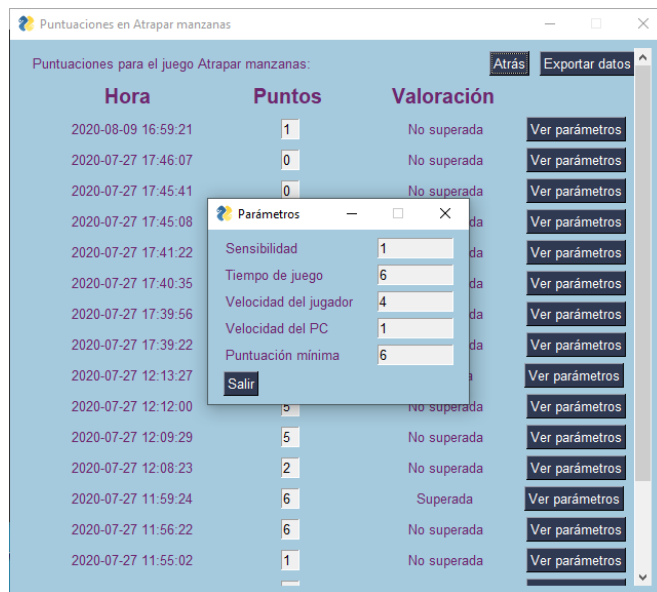 Puntuaciones en Atrapar manzanas
Puntuaciones para el juego Atrapar manzanas: Atrás Exportar datos
Hora Puntos Valoración
2020-08-09 16:59:21 1 No superada Ver parámetros
2020-07-27 17:46:07 0 No superada Ver parámetros
2020-07-27 17:45:41 0 No superada Ver parámetros
2020-07-27 17:45:08 da Ver parámetros
2020-07-27 17:41:22 da Ver parámetros
2020-07-27 17:40:35 da Ver parámetros
2020-07-27 17:39:56 da Ver parámetros
2020-07-27 17:39:22 da Ver parámetros
2020-07-27 12:13:27 Ver parámetros
Parámetros
Sensibilidad 1
Tiempo de juego 6
Velocidad del jugador 4
Velocidad del PC 1
Puntuación mínima 6
Salir
2020-07-27 12:12:00 5 No superada Ver parámetros
2020-07-27 12:09:29 5 No superada Ver parámetros
2020-07-27 12:08:23 2 No superada Ver parámetros
2020-07-27 11:59:24 6 Superada Ver parámetros
2020-07-27 11:56:22 6 No superada Ver parámetros
2020-07-27 11:55:02 1 No superada Ver parámetros